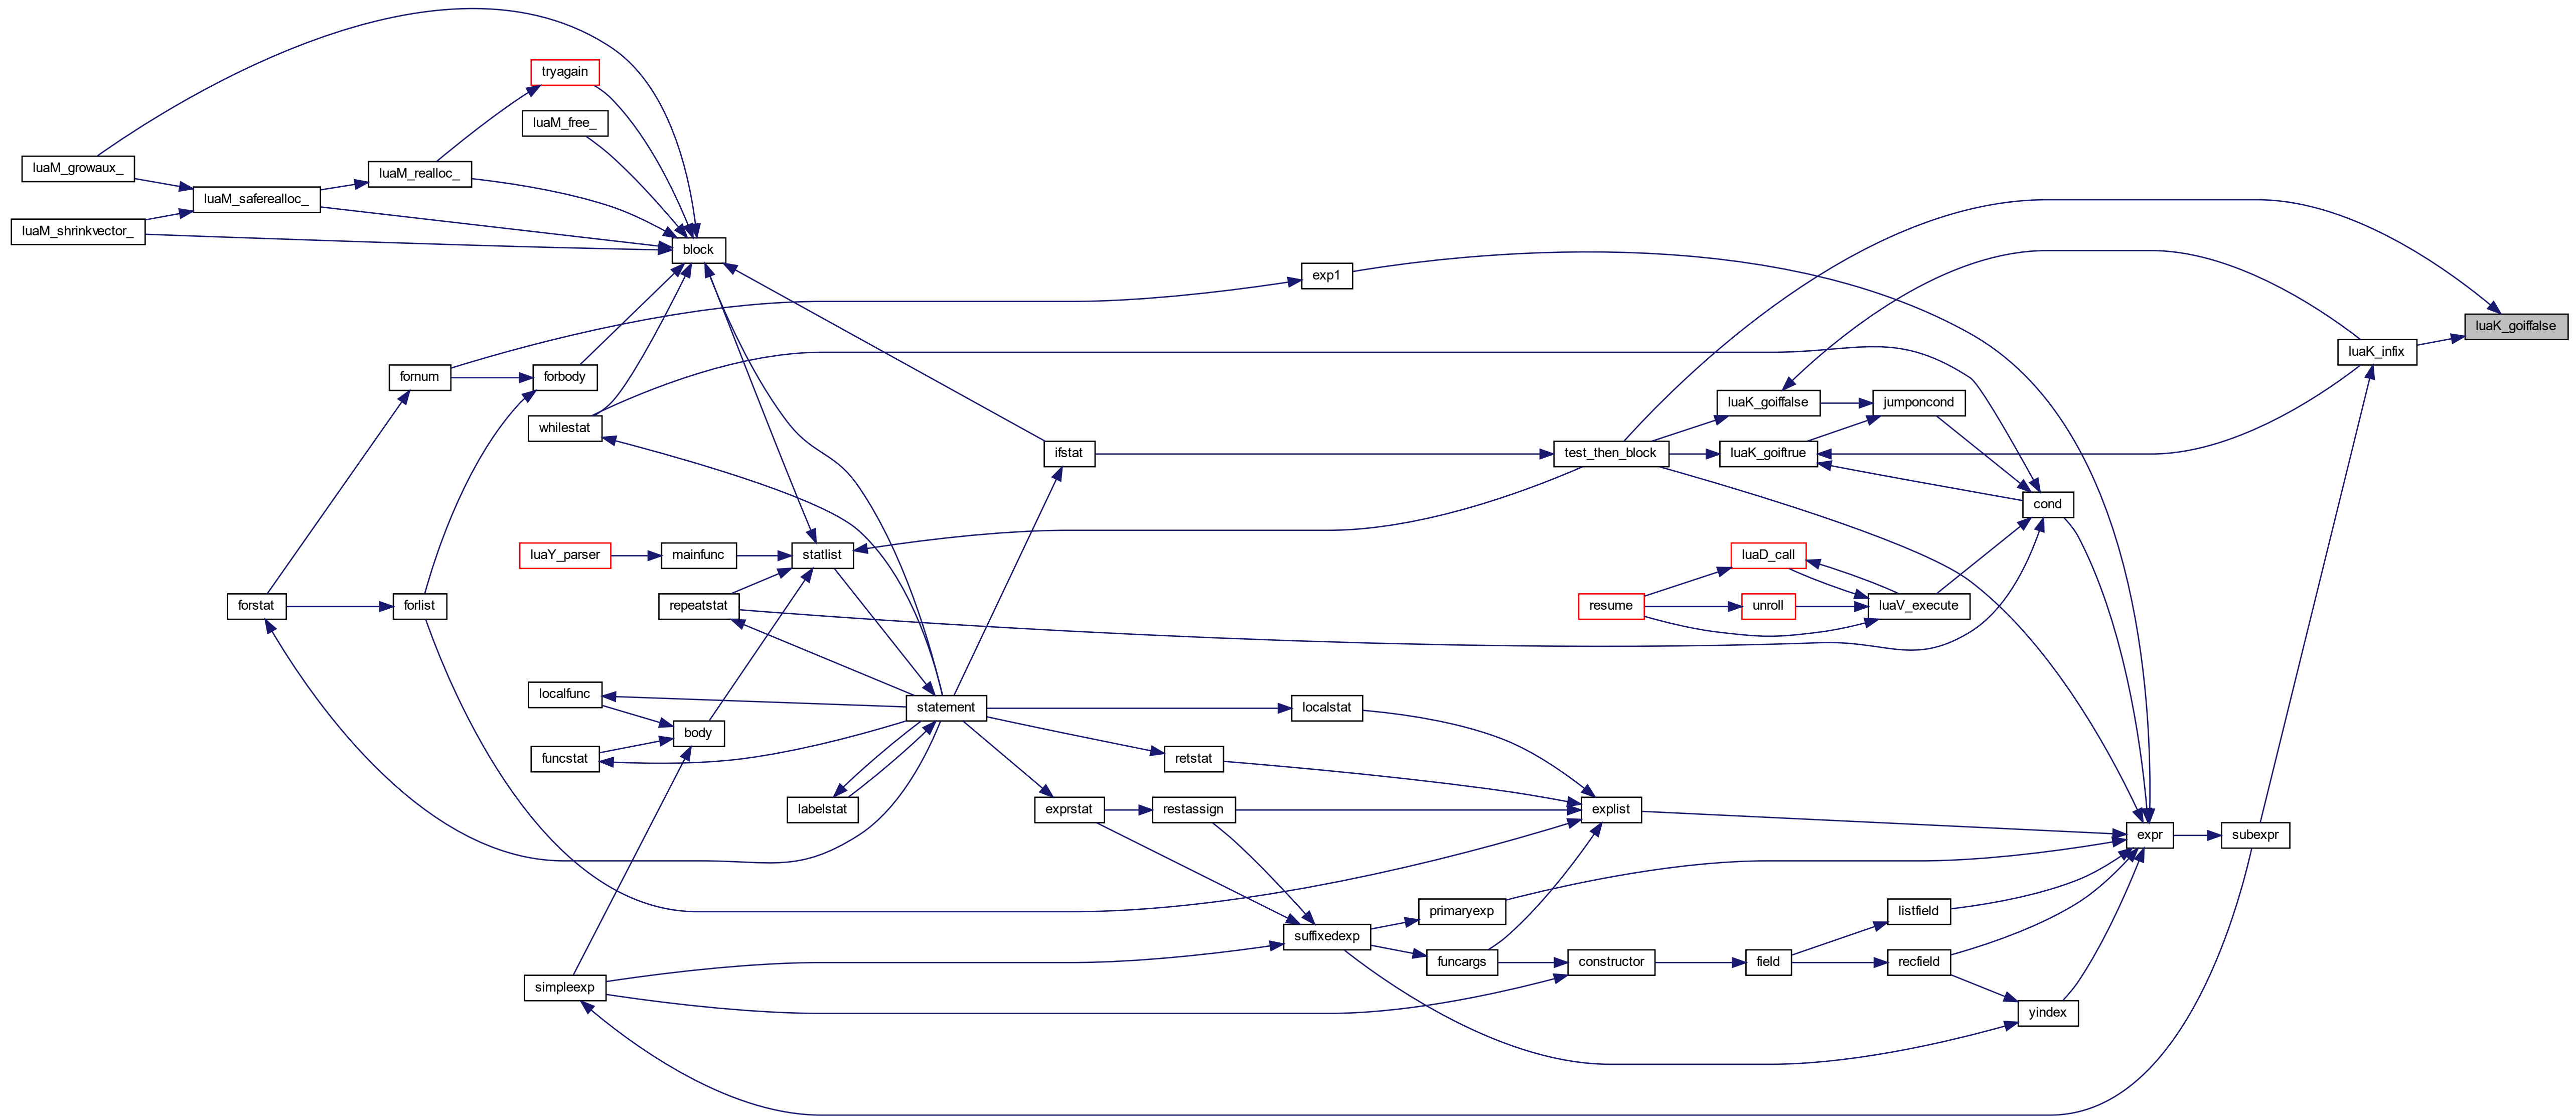 tryagain
luaM_free_
luaM_growaux_
luaM_realloc_
luaM_saferealloc_
luaM_shrinkvector_
block
exp1
luaK_goiffalse
luaK_infix
fornum
forbody
luaK_goiffalse
jumponcond
whilestat
ifstat
test_then_block
luaK_goiftrue
cond
luaY_parser
mainfunc
statlist
luaD_call
forstat
forlist
repeatstat
resume
unroll
luaV_execute
localfunc
statement
localstat
body
funcstat
retstat
labelstat
exprstat
restassign
explist
expr
subexpr
primaryexp
listfield
suffixedexp
funcargs
constructor
field
recfield
simpleexp
yindex